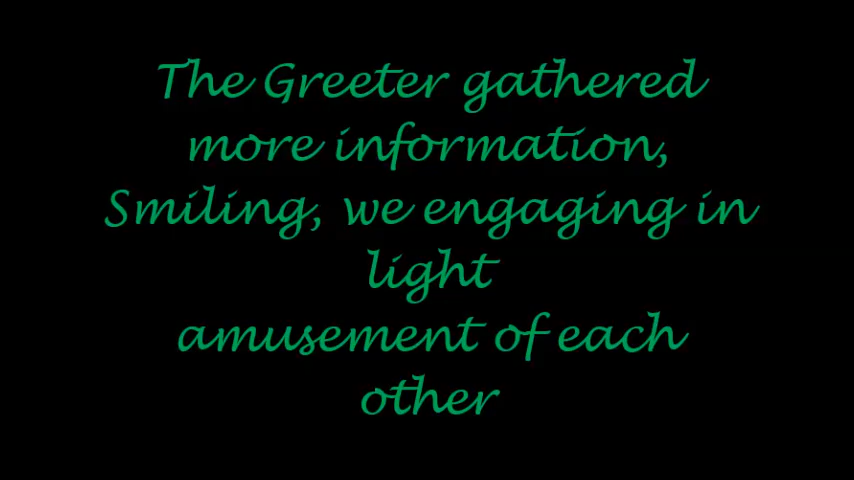 The Greeter gathered
more information,
Smiling, we engaging in
light
amusement of each
other